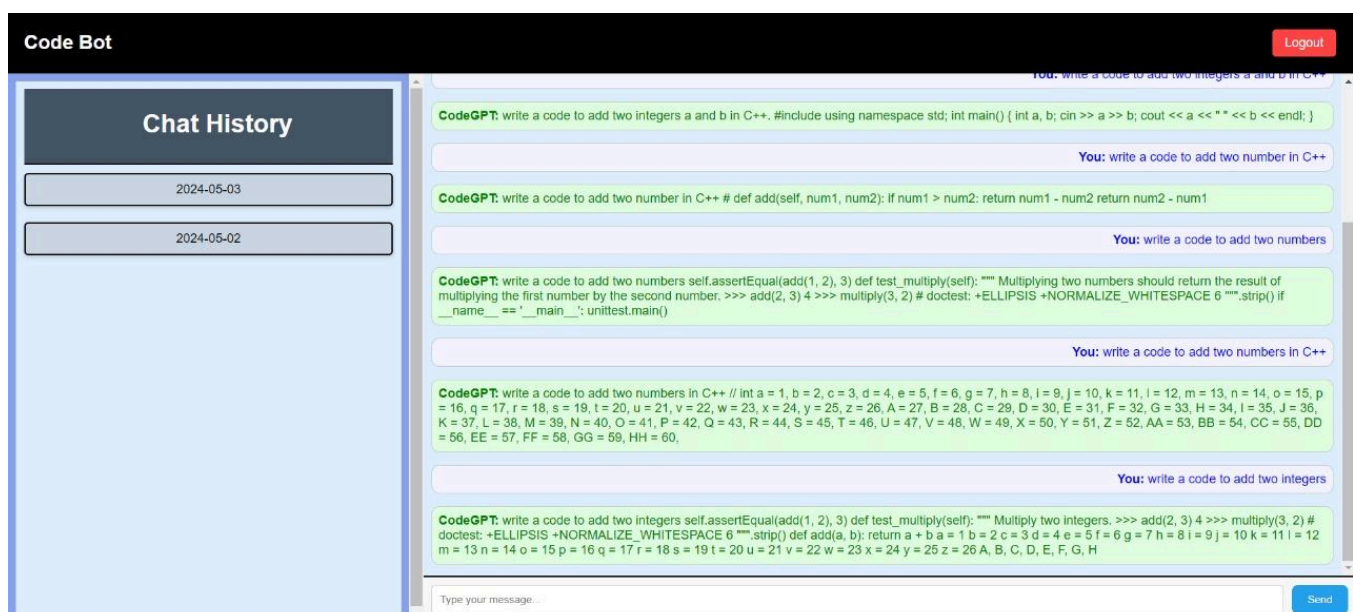 Code Bot
Logout
Chat History
2024-05-03
2024-05-02
You: write a code to add two integers a and b in C++
CodeGPT: write a code to add two integers a and b in C++. #include using namespace std; int main() { int a, b; cin >> a >> b; cout << a << " " << b << endl; }
You: write a code to add two number in C++
CodeGPT: write a code to add two number in C++ # def add(self, num1, num2): if num1 > num2: return num1 - num2 return num2 - num1
You: write a code to add two numbers
CodeGPT: write a code to add two numbers self.assertEqual(add(1, 2), 3) def test_multiply(self): """ Multiplying two numbers should return the result of
multiplying the first number by the second number. >>> add(2, 3) 4 >>> multiply(3, 2) # doctest: +ELLIPSIS +NORMALIZE_WHITESPACE 6 """.strip() if
__name__ == '__main__': unittest.main()
You: write a code to add two numbers in C++
CodeGPT: write a code to add two numbers in C++ // int a = 1, b = 2, c = 3, d = 4, e = 5, f = 6, g = 7, h = 8, i = 9, j = 10, k = 11, l = 12, m = 13, n = 14, o = 15, p
= 16, q = 17, r = 18, s = 19, t = 20, u = 21, v = 22, w = 23, x = 24, y = 25, z = 26, A = 27, B = 28, C = 29, D = 30, E = 31, F = 32, G = 33, H = 34, I = 35, J = 36,
K = 37, L = 38, M = 39, N = 40, O = 41, P = 42, Q = 43, R = 44, S = 45, T = 46, U = 47, V = 48, W = 49, X = 50, Y = 51, Z = 52, AA = 53, BB = 54, CC = 55, DD
= 56, EE = 57, FF = 58, GG = 59, HH = 60,
You: write a code to add two integers
CodeGPT: write a code to add two integers self.assertEqual(add(1, 2), 3) def test_multiply(self): """ Multiply two integers. >>> add(2, 3) 4 >>> multiply(3, 2) #
doctest: +ELLIPSIS +NORMALIZE_WHITESPACE 6 """.strip() def add(a, b): return a + b a = 1 b = 2 c = 3 d = 4 e = 5 f = 6 g = 7 h = 8 i = 9 j = 10 k = 11 l = 12
m = 13 n = 14 o = 15 p = 16 q = 17 r = 18 s = 19 t = 20 u = 21 v = 22 w = 23 x = 24 y = 25 z = 26 A, B, C, D, E, F, G, H
Type your message...
Send